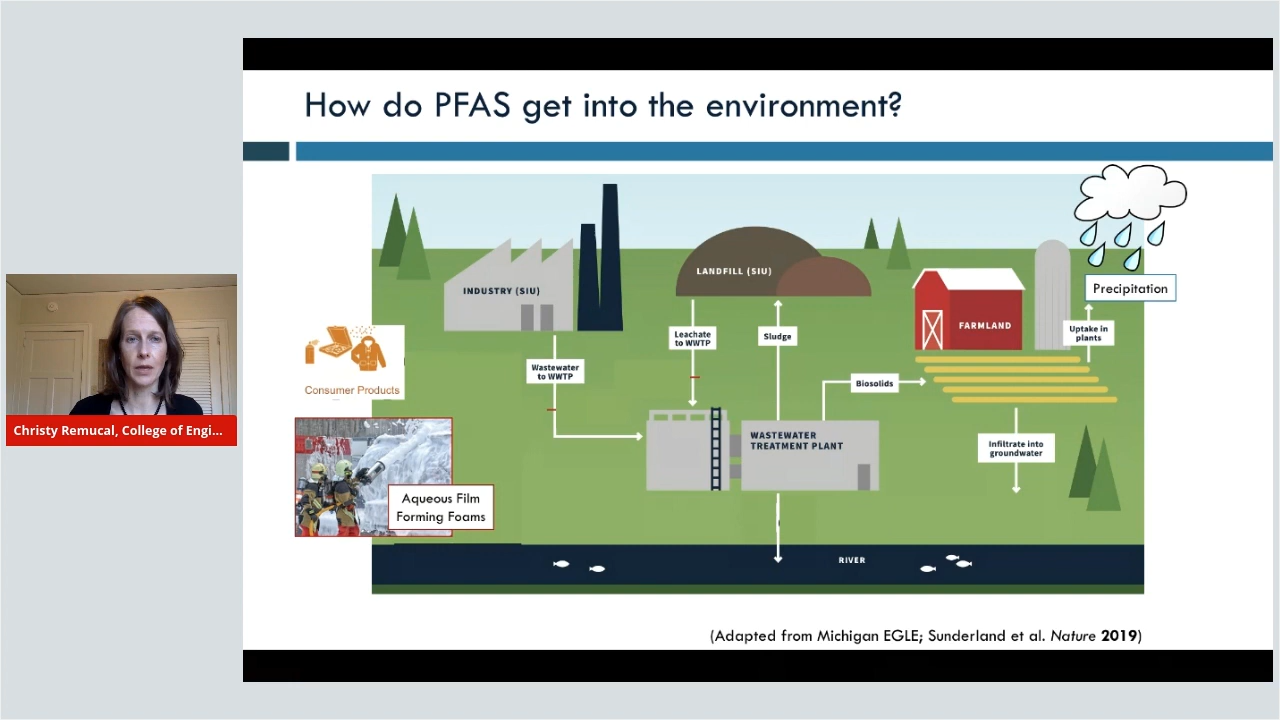 How do PFAS get into the environment?
INDUSTRY (SIU)
LANDFILL (SIU)
FARMLAND
Precipitation
Leachate
to WWTP
Sludge
Uptake in
plants
Wastewater
to WWTP
Biosolids
Consumer Products
WASTEWATER
TREATMENT PLANT
Infiltrate into
groundwater
Aqueous Film
Forming Foams
RIVER
(Adapted from Michigan EGLE; Sunderland et al. Nature 2019)
Christy Remucal, College of Engi...